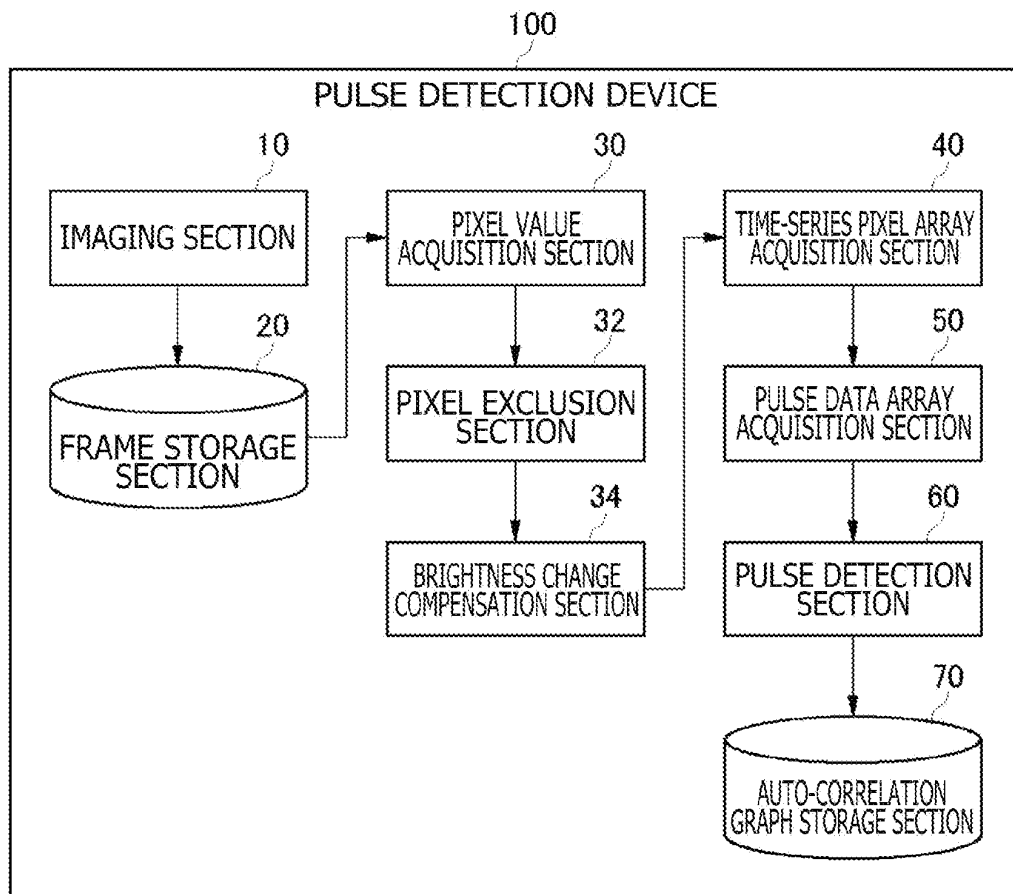 100
PULSE DETECTION DEVICE
10
IMAGING SECTION
20
FRAME STORAGE
SECTION
30
PIXEL VALUE
ACQUISITION SECTION
32
PIXEL EXCLUSION
SECTION
34
BRIGHTNESS CHANGE
COMPENSATION SECTION
40
TIME-SERIES PIXEL ARRAY
ACQUISITION SECTION
50
PULSE DATA ARRAY
ACQUISITION SECTION
60
PULSE DETECTION
SECTION
70
AUTO-CORRELATION
GRAPH STORAGE SECTION